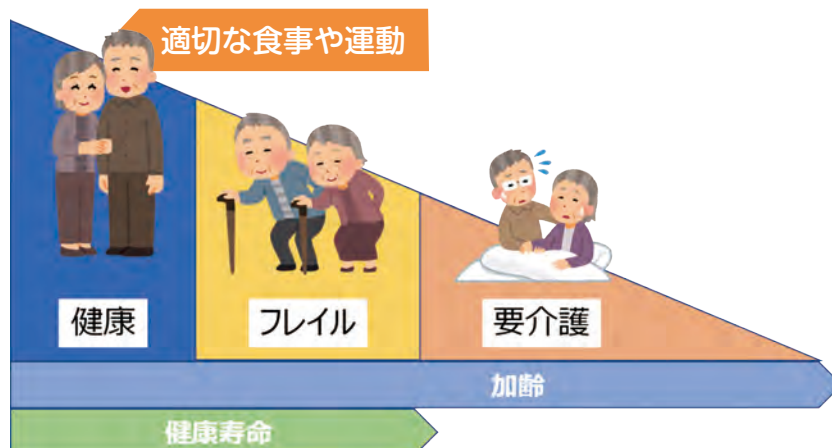 適切な食事や運動
健康
フレイル
要介護
加齢
健康寿命